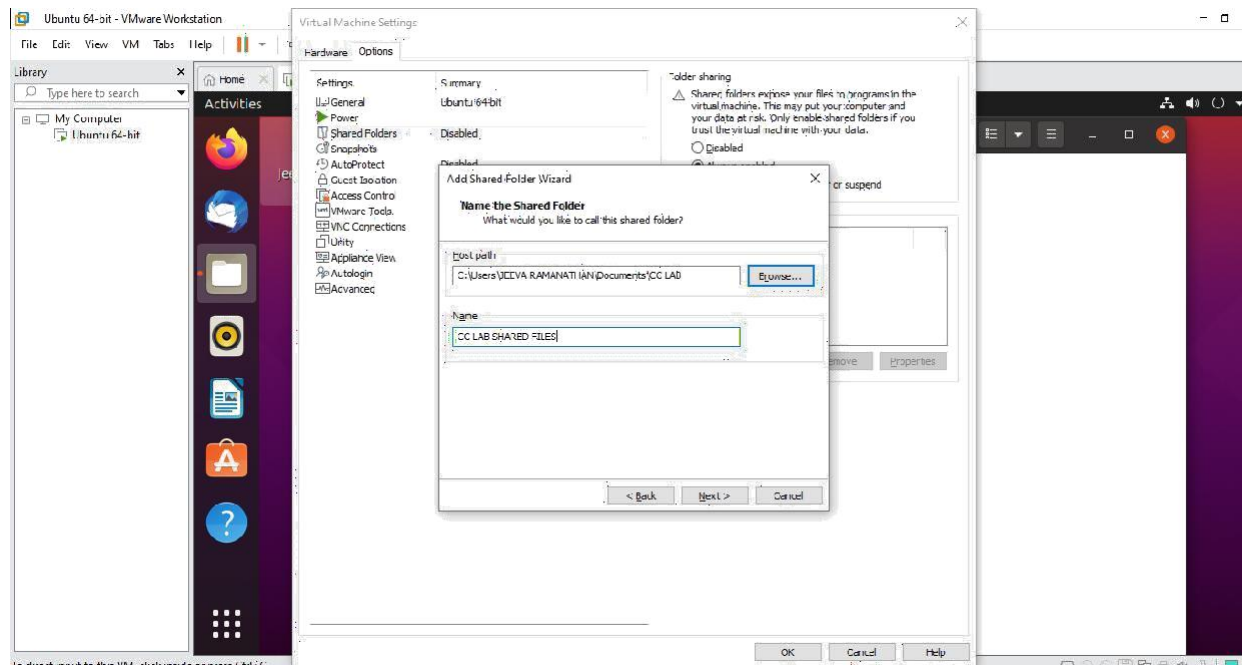 Ubuntu 64-bit - VMware Workstation
File Edit View VM Tabs Help
Library
Type here to search
My Computer
Ubuntu 64-bit
Home
Activities
Jee
Virtual Machine Settings
Hardware Options
Settings Summary
General Ubuntu 64-bit
Power
Shared Folders Disabled
Snapshots
AutoProtect Disabled
Guest Isolation
Access Control
VMware Tools
VNC Connections
Unity
Appliance View
Autologin
Advanced
Folder sharing
Shared folders expose your files to programs in the
virtual machine. This may put your computer and
your data at risk. Only enable shared folders if you
trust the virtual machine with your data.
Disabled
Always enabled
or suspend
Add Shared Folder Wizard
Name the Shared Folder
What would you like to call this shared folder?
Host path
C:\Users\JEEVA RAMANATHAN\Documents\CC LAB
Browse...
Name
CC LAB SHARED FILES
emove Properties
< Back Next > Cancel
OK Cancel Help